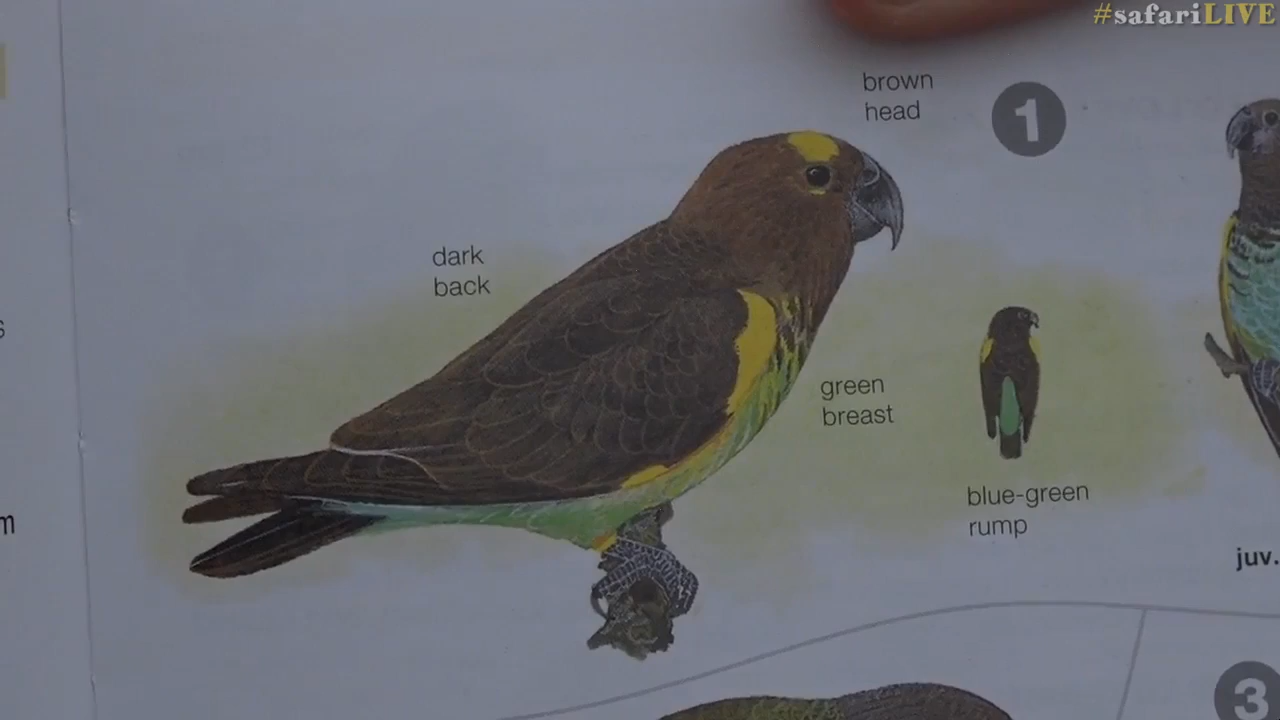 #safariLIVE
brown
head
1
dark
back
green
breast
blue-green
rump
juv.
s
m
3